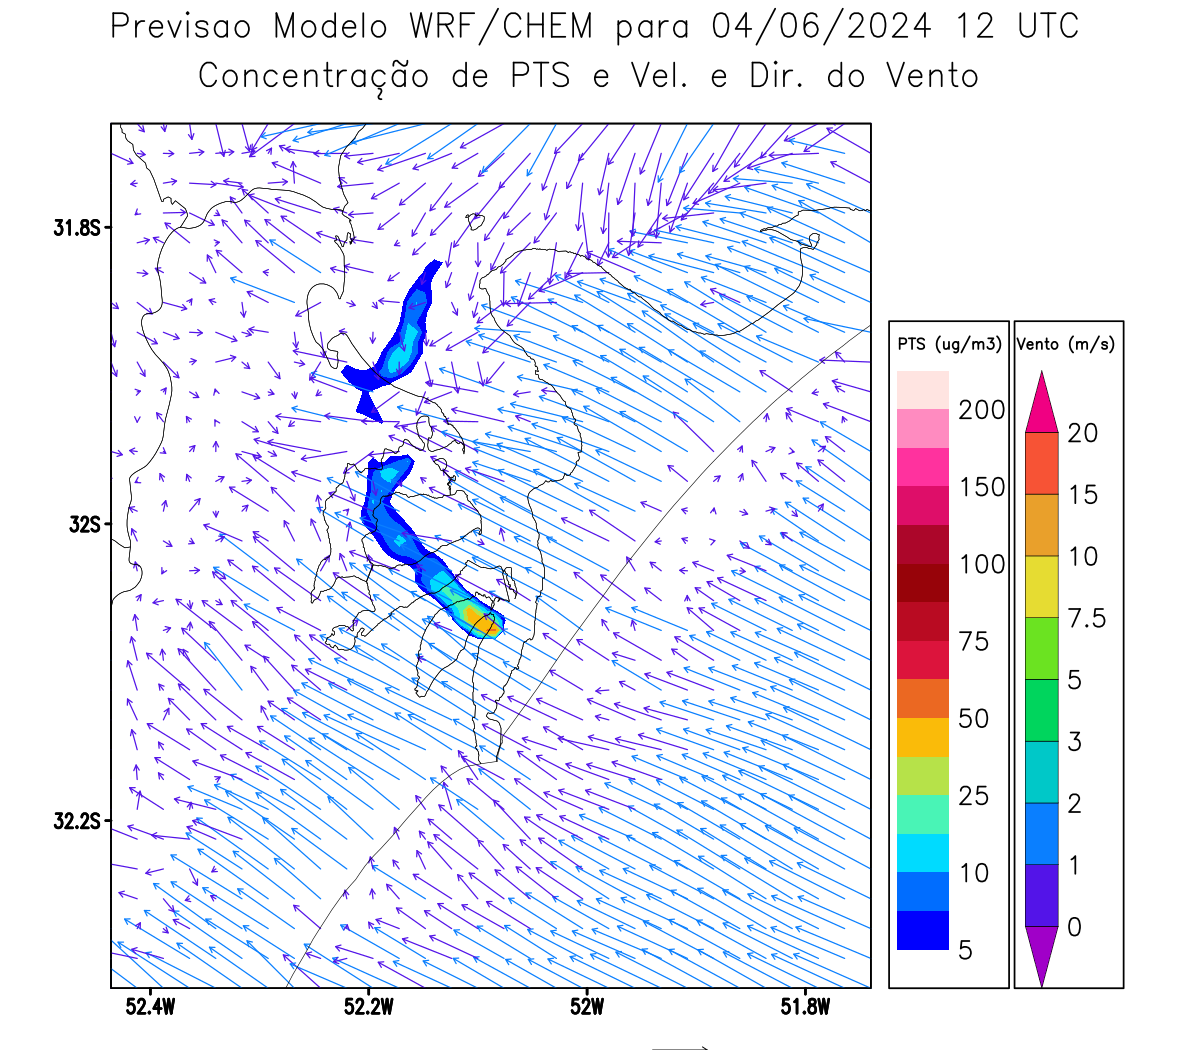 Previsao Modelo WRF/CHEM para 04/06/2024 12 UTC
Concentração de PTS e Vel. e Dir. do Vento
31.8S
32S
32.2S
52.4W 52.2W 52W 51.8W
PTS (ug/m3)
200
150
100
75
50
25
10
5
Vento (m/s)
20
15
10
7.5
5
3
2
1
0